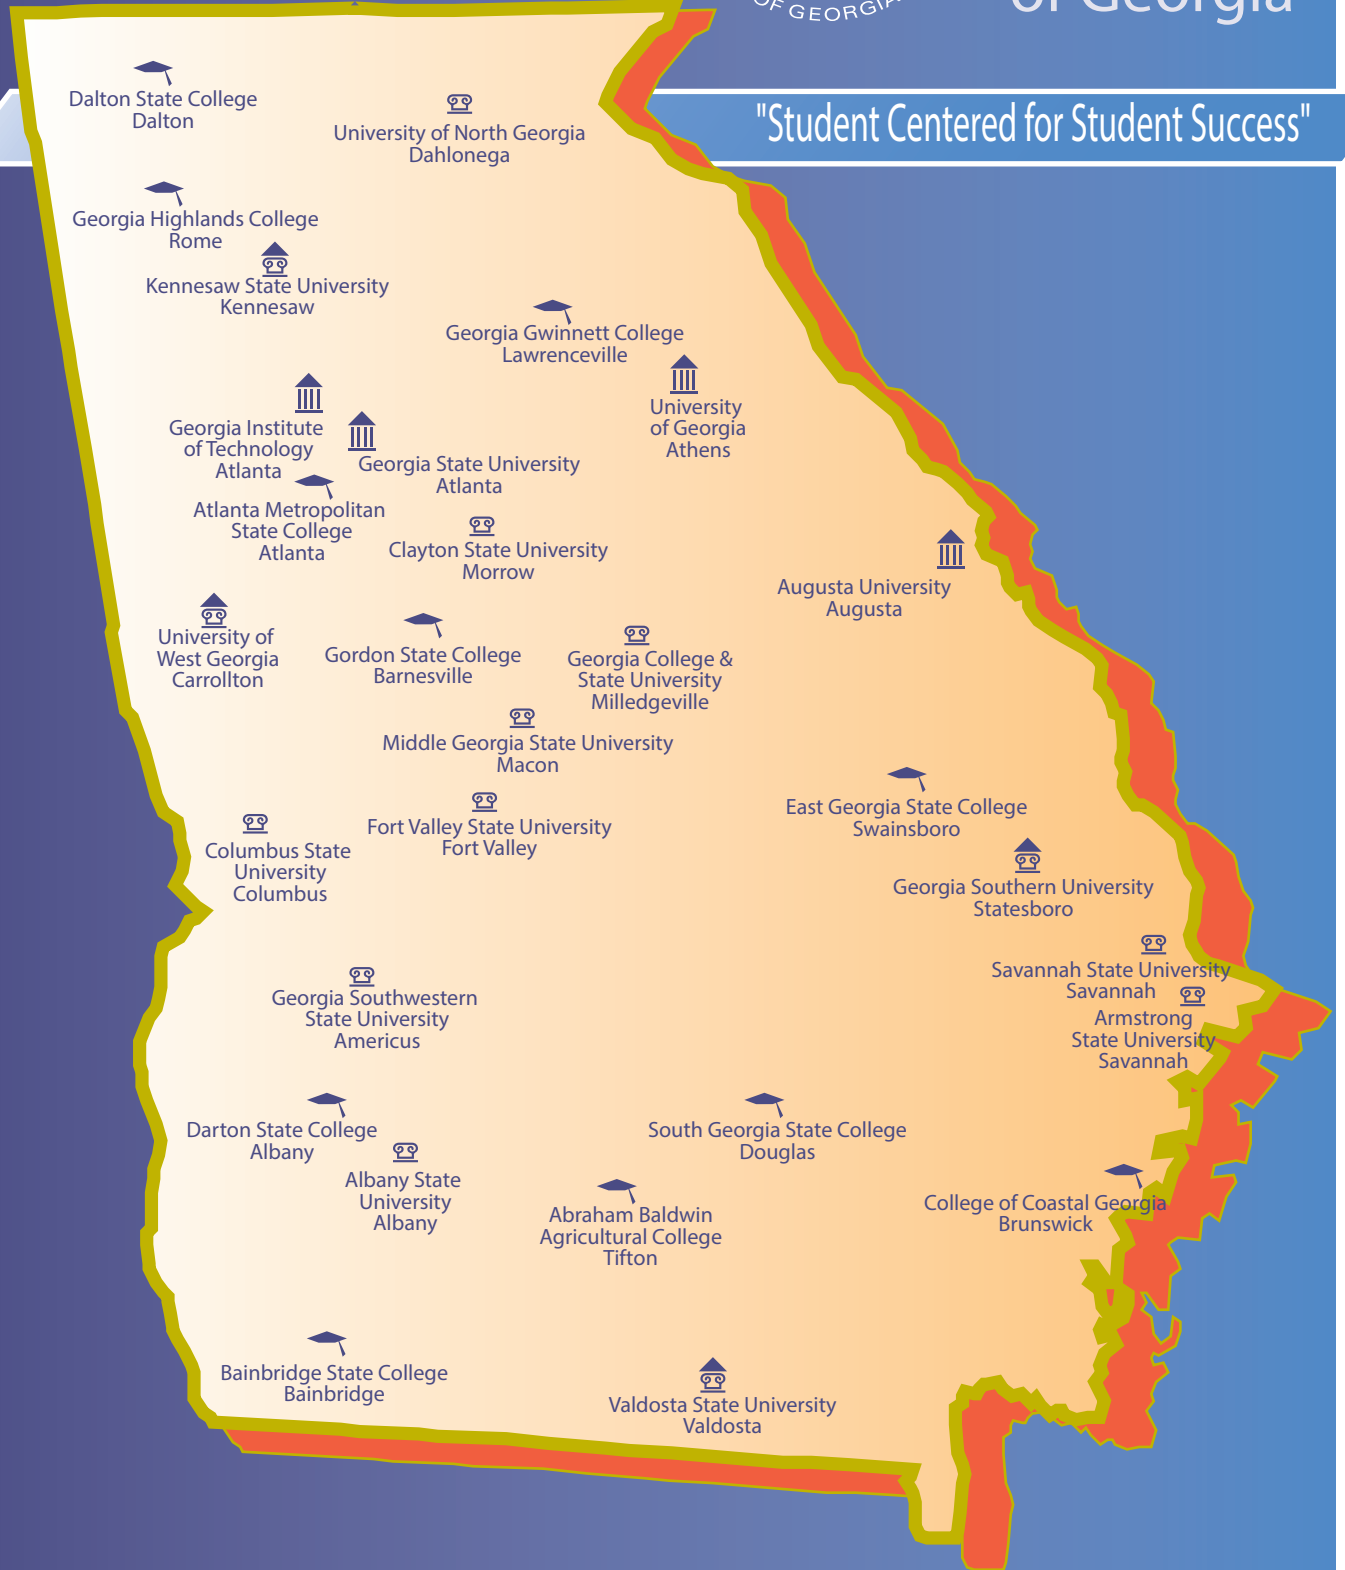 OF GEORGIA
of Georgia
"Student Centered for Student Success"
Dalton State College
Dalton
University of North Georgia
Dahlonega
Georgia Highlands College
Rome
Kennesaw State University
Kennesaw
Georgia Gwinnett College
Lawrenceville
University
of Georgia
Athens
Georgia Institute
of Technology
Atlanta
Georgia State University
Atlanta
Atlanta Metropolitan
State College
Atlanta
Clayton State University
Morrow
Augusta University
Augusta
University of
West Georgia
Carrollton
Gordon State College
Barnesville
Georgia College &
State University
Milledgeville
Middle Georgia State University
Macon
East Georgia State College
Swainsboro
Fort Valley State University
Fort Valley
Columbus State
University
Columbus
Georgia Southern University
Statesboro
Savannah State University
Savannah
Armstrong
State University
Savannah
Georgia Southwestern
State University
Americus
Darton State College
Albany
South Georgia State College
Douglas
Albany State
University
Albany
College of Coastal Georgia
Brunswick
Abraham Baldwin
Agricultural College
Tifton
Bainbridge State College
Bainbridge
Valdosta State University
Valdosta